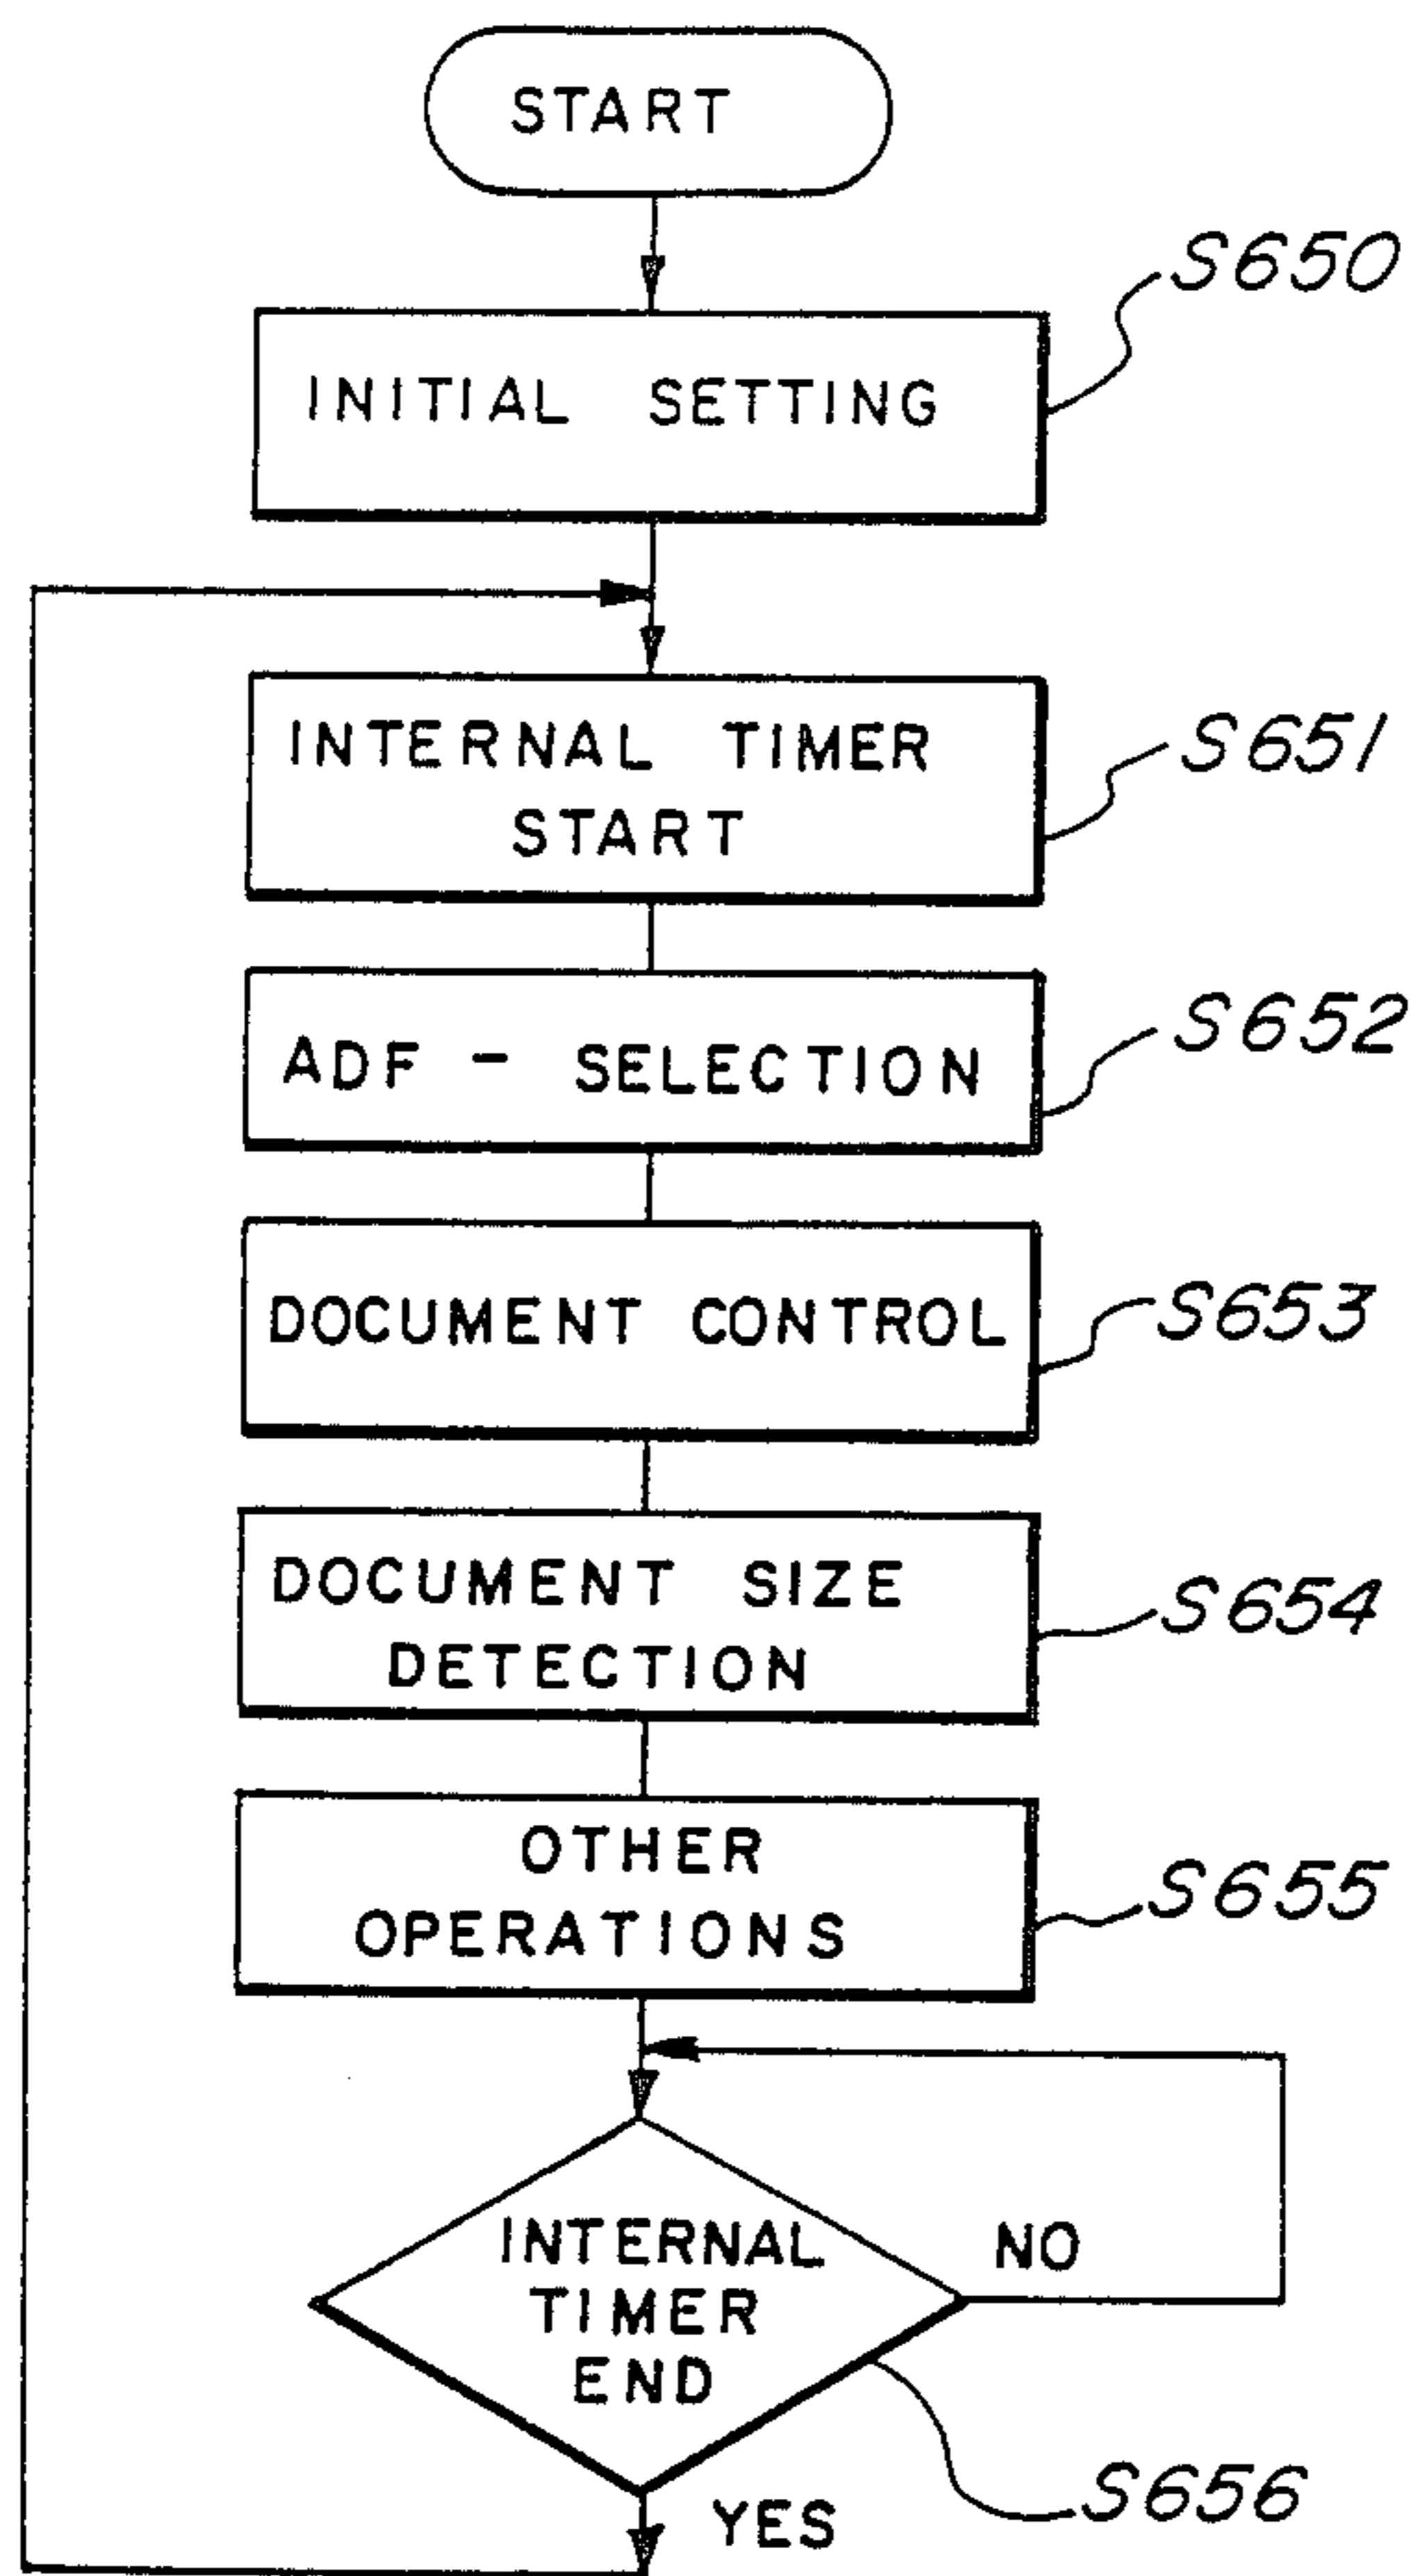 START
S650
INITIAL SETTING
INTERNAL TIMER
START
S651
ADF - SELECTION
S652
DOCUMENT CONTROL
S653
DOCUMENT SIZE
DETECTION
S654
OTHER
OPERATIONS
S655
INTERNAL
TIMER
END
NO
S656
YES